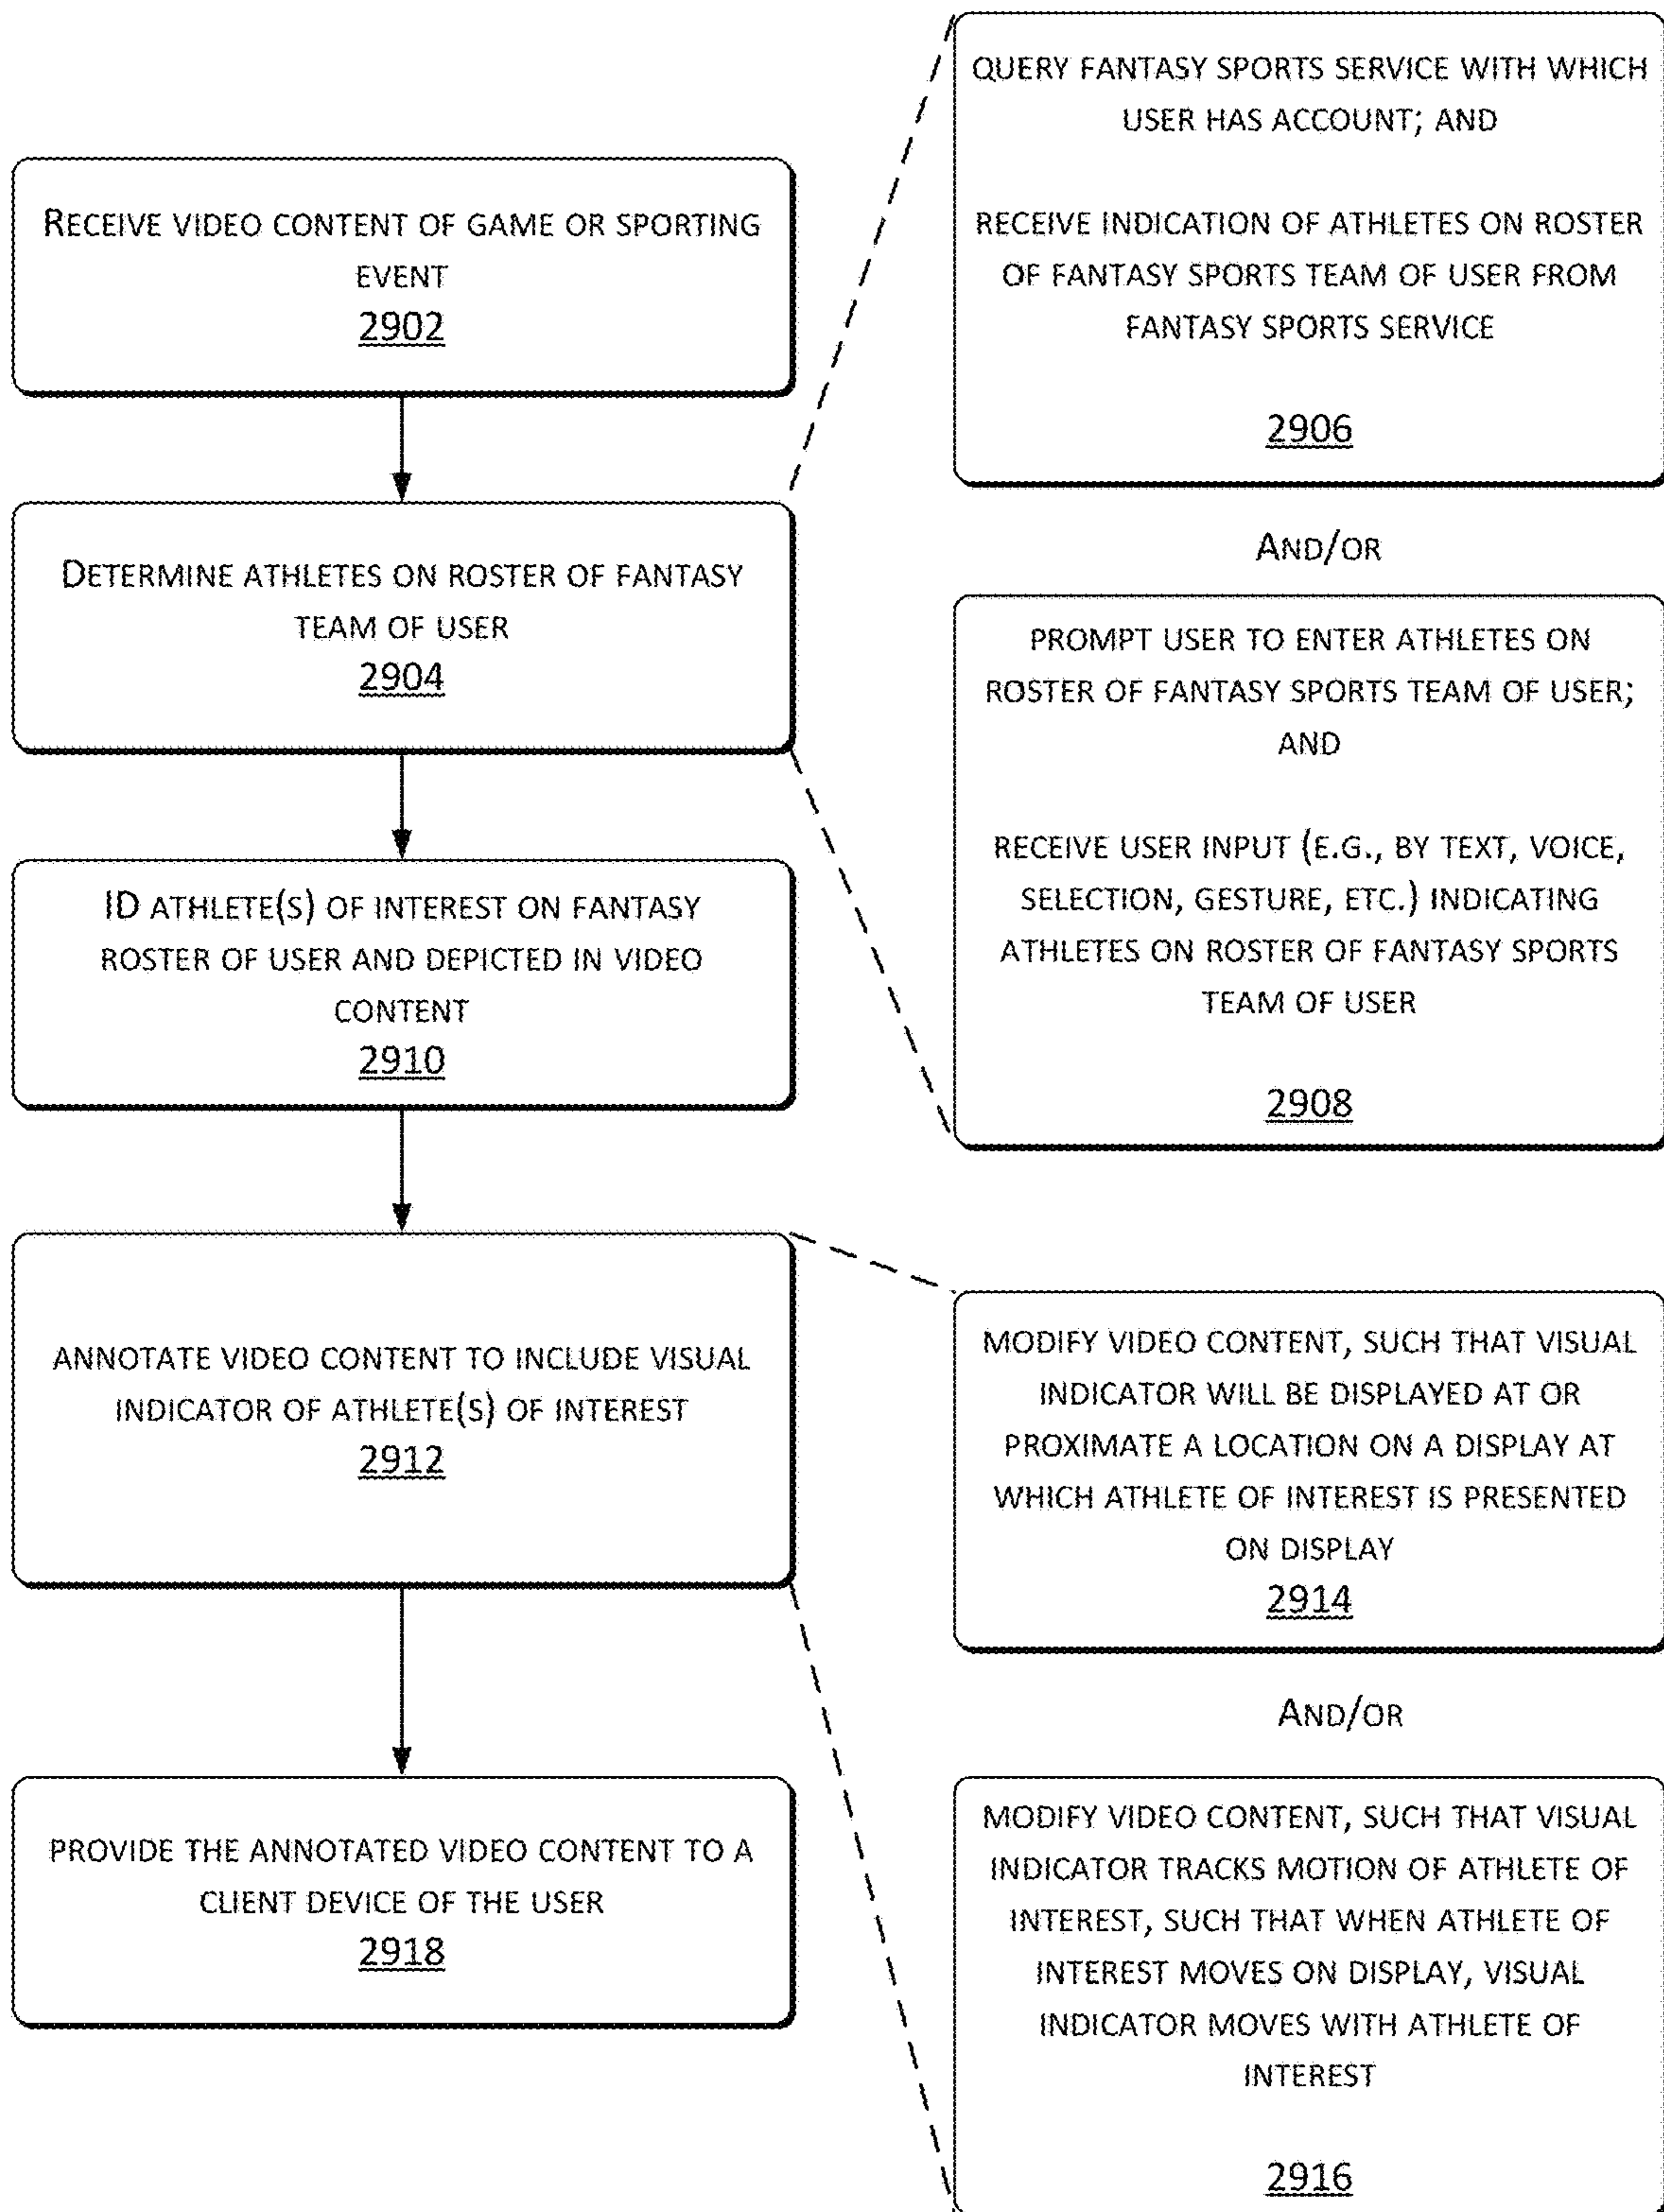 RECEIVE VIDEO CONTENT OF GAME OR SPORTING
EVENT
2902
DETERMINE ATHLETES ON ROSTER OF FANTASY
TEAM OF USER
2904
ID ATHLETE(S) OF INTEREST ON FANTASY
ROSTER OF USER AND DEPICTED IN VIDEO
CONTENT
2910
ANNOTATE VIDEO CONTENT TO INCLUDE VISUAL
INDICATOR OF ATHLETE(S) OF INTEREST
2912
PROVIDE THE ANNOTATED VIDEO CONTENT TO A
CLIENT DEVICE OF THE USER
2918
QUERY FANTASY SPORTS SERVICE WITH WHICH
USER HAS ACCOUNT; AND
RECEIVE INDICATION OF ATHLETES ON ROSTER
OF FANTASY SPORTS TEAM OF USER FROM
FANTASY SPORTS SERVICE
2906
AND/OR
PROMPT USER TO ENTER ATHLETES ON
ROSTER OF FANTASY SPORTS TEAM OF USER;
AND
RECEIVE USER INPUT (E.G., BY TEXT, VOICE,
SELECTION, GESTURE, ETC.) INDICATING
ATHLETES ON ROSTER OF FANTASY SPORTS
TEAM OF USER
2908
MODIFY VIDEO CONTENT, SUCH THAT VISUAL
INDICATOR WILL BE DISPLAYED AT OR
PROXIMATE A LOCATION ON A DISPLAY AT
WHICH ATHLETE OF INTEREST IS PRESENTED
ON DISPLAY
2914
AND/OR
MODIFY VIDEO CONTENT, SUCH THAT VISUAL
INDICATOR TRACKS MOTION OF ATHLETE OF
INTEREST, SUCH THAT WHEN ATHLETE OF
INTEREST MOVES ON DISPLAY, VISUAL
INDICATOR MOVES WITH ATHLETE OF
INTEREST
2916